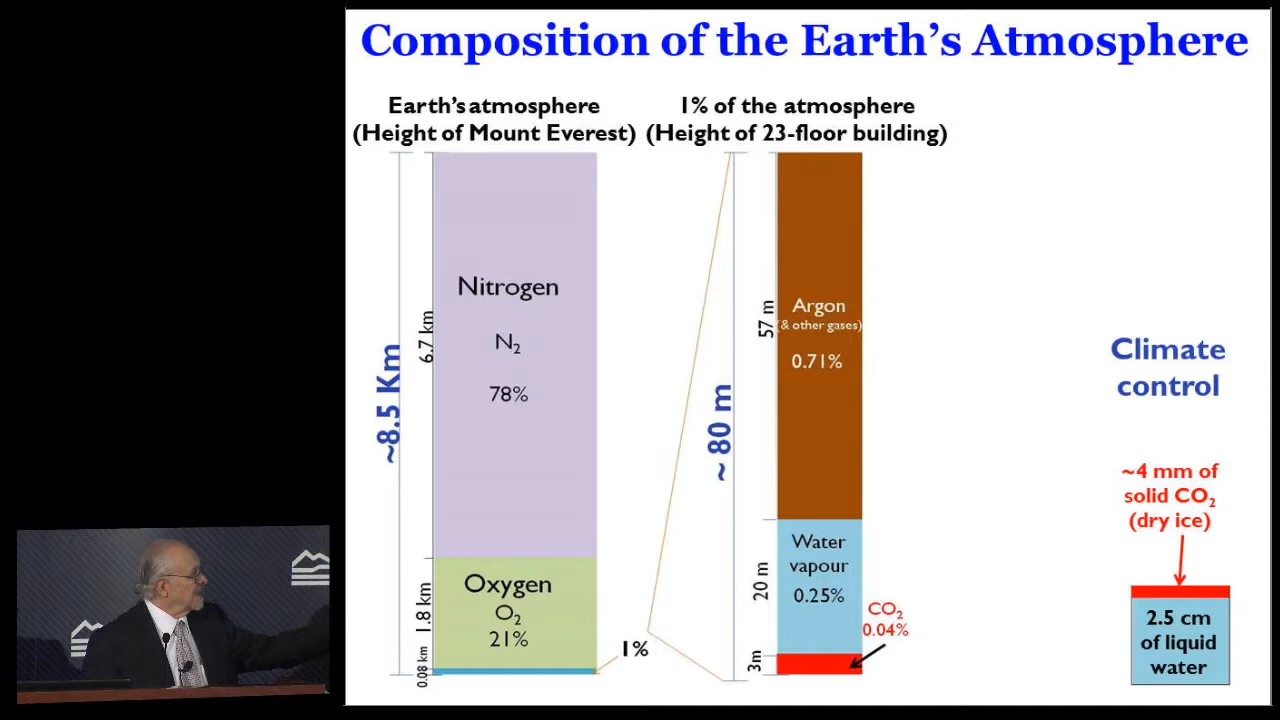 Composition of the Earth's Atmosphere
Earth's atmosphere
(Height of Mount Everest)
1% of the atmosphere
(Height of 23-floor building)
~8.5 Km
6.7 km
1.8 km
0.08 km
Nitrogen
N₂
78%
Oxygen
O₂
21%
1%
~ 80 m
57 m
20 m
3m
Argon
(& other gases)
0.71%
Water
vapour
0.25%
CO₂
0.04%
Climate
control
~4 mm of
solid CO₂
(dry ice)
2.5 cm
of liquid
water